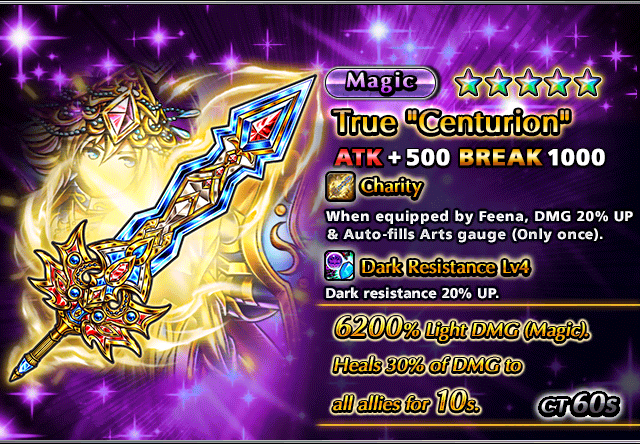 Magic
True "Centurion"
ATK +500 BREAK 1000
Charity
When equipped by Feena, DMG 20% UP
& Auto-fills Arts gauge (Only once).
Dark Resistance Lv4
Dark resistance 20% UP.
6200% Light DMG (Magic).
Heals 30% of DMG to
all allies for 10s.
CT 60s